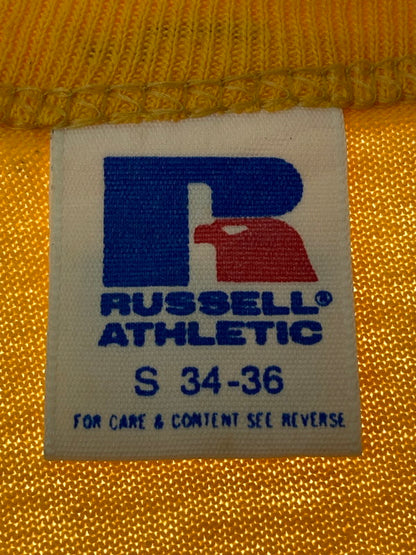 R
RUSSELL®
ATHLETIC
S 34-36
FOR CARE & CONTENT SEE REVERSE